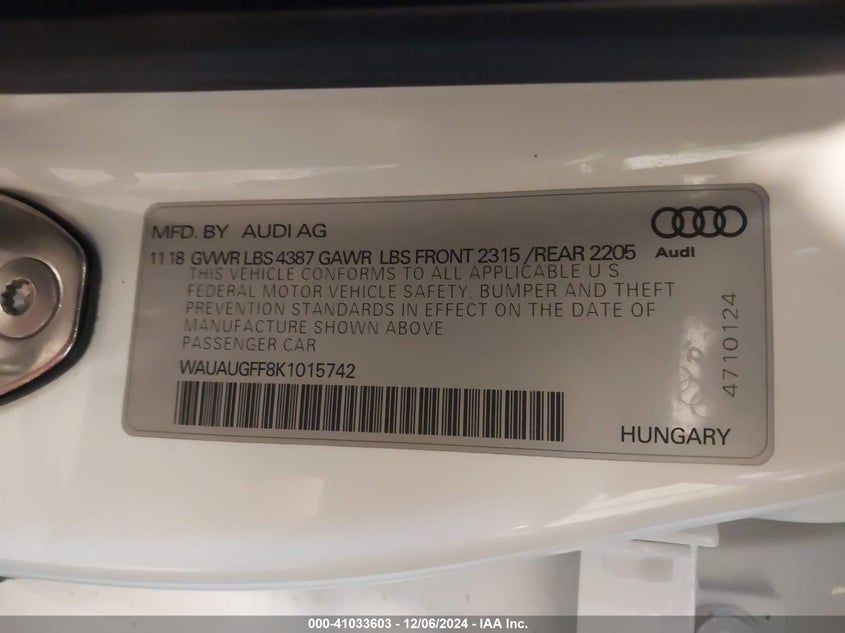 MFD. BY AUDI AG
11 18 GVWR LBS 4387 GAWR LBS FRONT 2315 /REAR 2205
Audi
THIS VEHICLE CONFORMS TO ALL APPLICABLE U.S
FEDERAL MOTOR VEHICLE SAFETY, BUMPER AND THEFT
PREVENTION STANDARDS IN EFFECT ON THE DATE OF
MANUFACTURE SHOWN ABOVE
PASSENGER CAR
WAUAUGFF8K1015742
4710124
HUNGARY
000-41033603 - 12/06/2024 - IAA Inc.